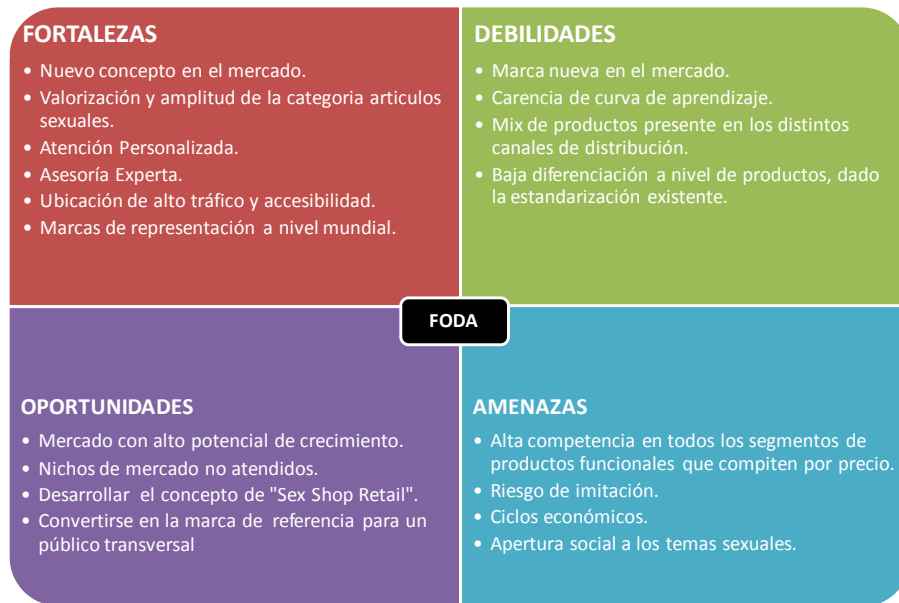 FORTALEZAS
• Nuevo concepto en el mercado.
• Valorización y amplitud de la categoria articulos
sexuales.
• Atención Personalizada.
• Asesoría Experta.
• Ubicación de alto tráfico y accesibilidad.
• Marcas de representación a nivel mundial.
DEBILIDADES
• Marca nueva en el mercado.
• Carencia de curva de aprendizaje.
• Mix de productos presente en los distintos
canales de distribución.
• Baja diferenciación a nivel de productos, dado
la estandarización existente.
FODA
OPORTUNIDADES
• Mercado con alto potencial de crecimiento.
• Nichos de mercado no atendidos.
• Desarrollar el concepto de "Sex Shop Retail".
• Convertirse en la marca de referencia para un
público transversal
AMENAZAS
• Alta competencia en todos los segmentos de
productos funcionales que compiten por precio.
• Riesgo de imitación.
• Ciclos económicos.
• Apertura social a los temas sexuales.